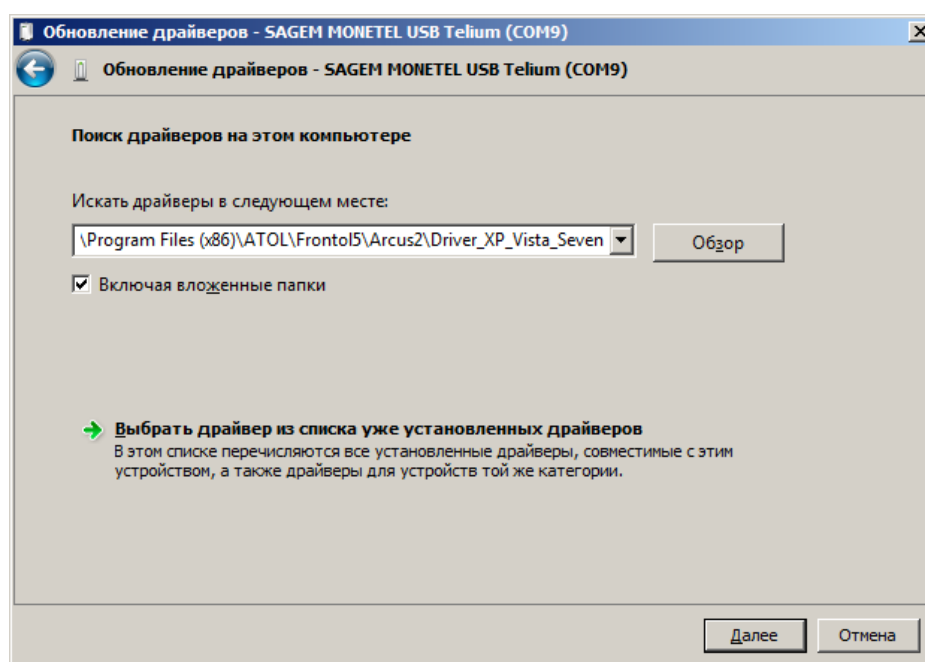 Обновление драйверов - SAGEM MONETEL USB Telium (COM9)
Обновление драйверов - SAGEM MONETEL USB Telium (COM9)
Поиск драйверов на этом компьютере
Искать драйверы в следующем месте:
\Program Files (x86)\ATOL\Frontol5\Arcus2\Driver_XP_Vista_Seven
Обзор
Включая вложенные папки
Выбрать драйвер из списка уже установленных драйверов
В этом списке перечисляются все установленные драйверы, совместимые с этим
устройством, а также драйверы для устройств той же категории.
Далее
Отмена